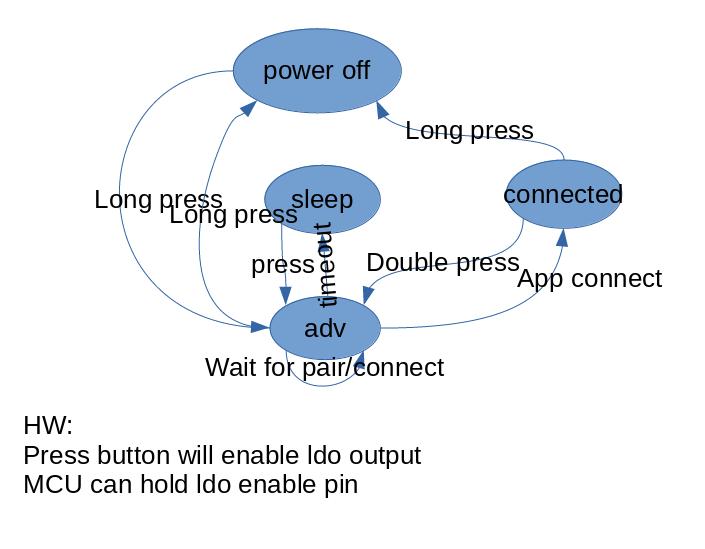 power off
Long press
Long press
sleep
connected
Long press
press
timeout
Double press
App connect
adv
Wait for pair/connect
HW:
Press button will enable ldo output
MCU can hold ldo enable pin